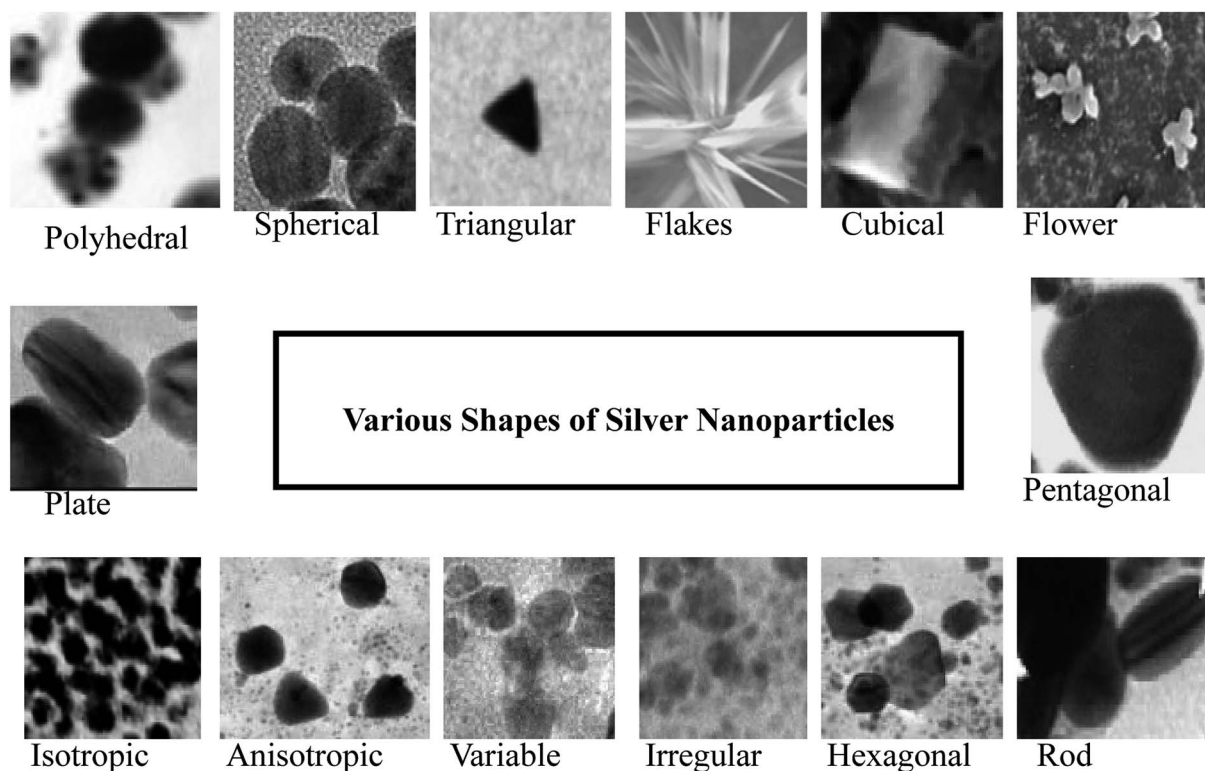 Polyhedral
Spherical
Triangular
Flakes
Cubical
Flower
Plate
Various Shapes of Silver Nanoparticles
Pentagonal
Isotropic
Anisotropic
Variable
Irregular
Hexagonal
Rod